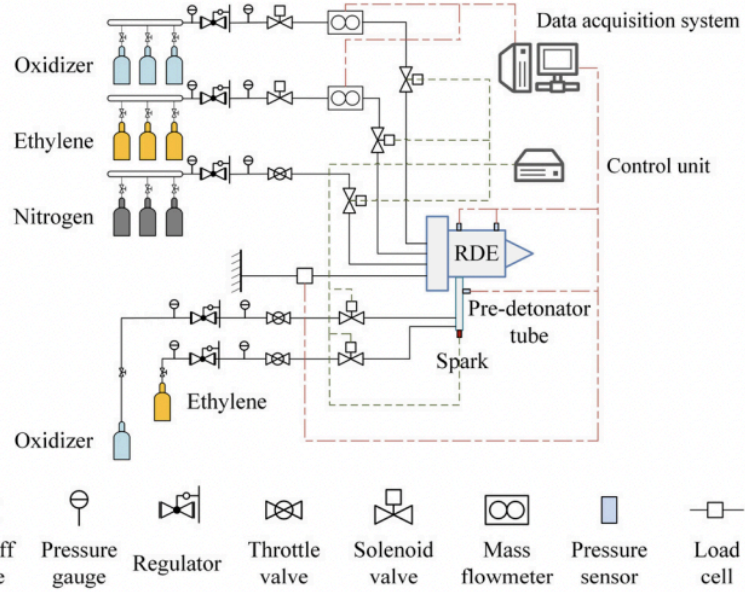 Data acquisition system
Oxidizer
Ethylene
Control unit
Nitrogen
RDE
Pre-detonator
tube
Spark
Ethylene
Oxidizer
Pressure
gauge
Regulator
Throttle
valve
Solenoid
valve
Mass
flowmeter
Pressure
sensor
Load
cell